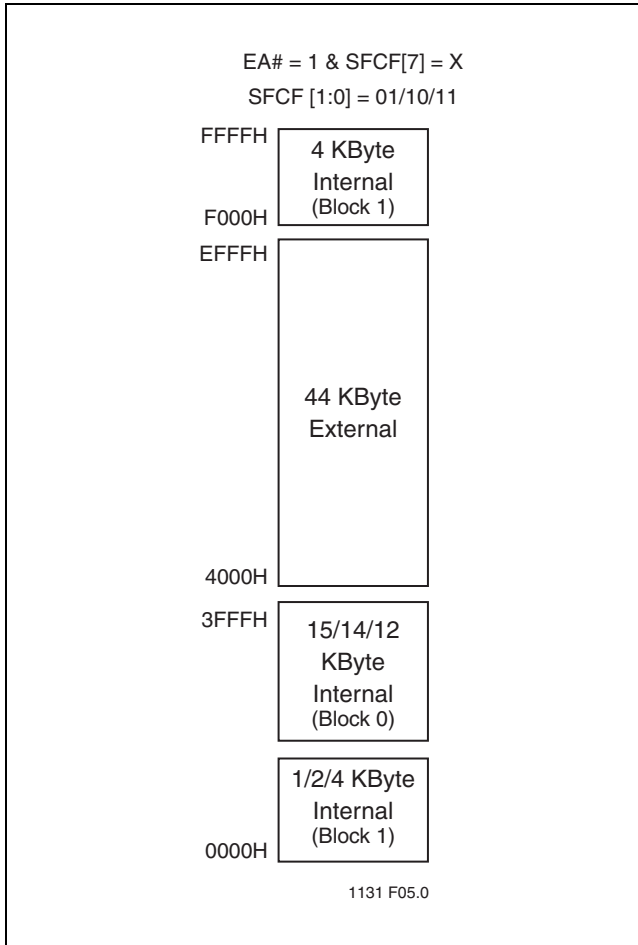 EA# = 1 & SFCF[7] = X
SFCF [1:0] = 01/10/11
FFFFH
4 KByte
Internal
(Block 1)
F000H
EFFFH
44 KByte
External
4000H
3FFFH
15/14/12
KByte
Internal
(Block 0)
1/2/4 KByte
Internal
(Block 1)
0000H
1131 F05.0